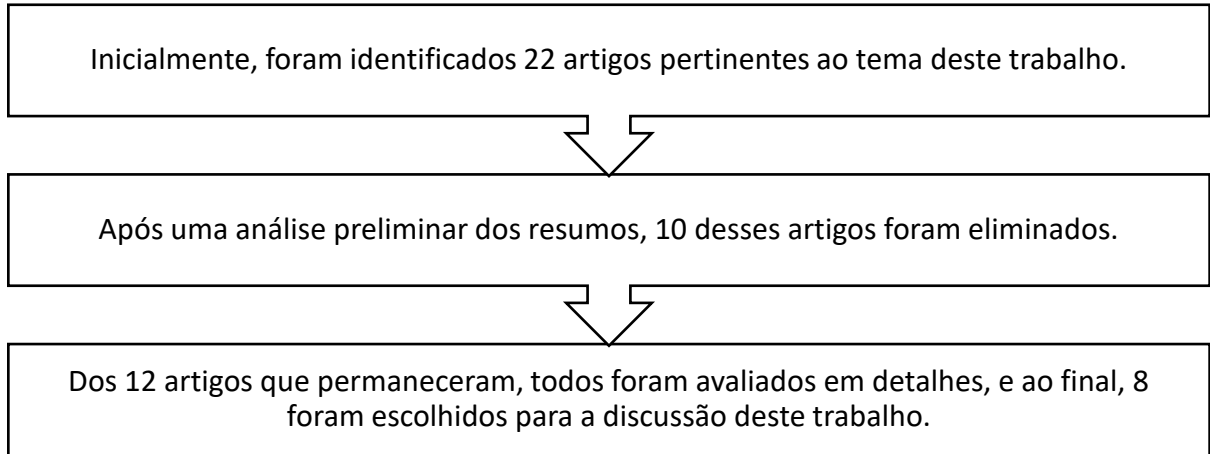 Inicialmente, foram identificados 22 artigos pertinentes ao tema deste trabalho.
Após uma análise preliminar dos resumos, 10 desses artigos foram eliminados.
Dos 12 artigos que permaneceram, todos foram avaliados em detalhes, e ao final, 8
foram escolhidos para a discussão deste trabalho.